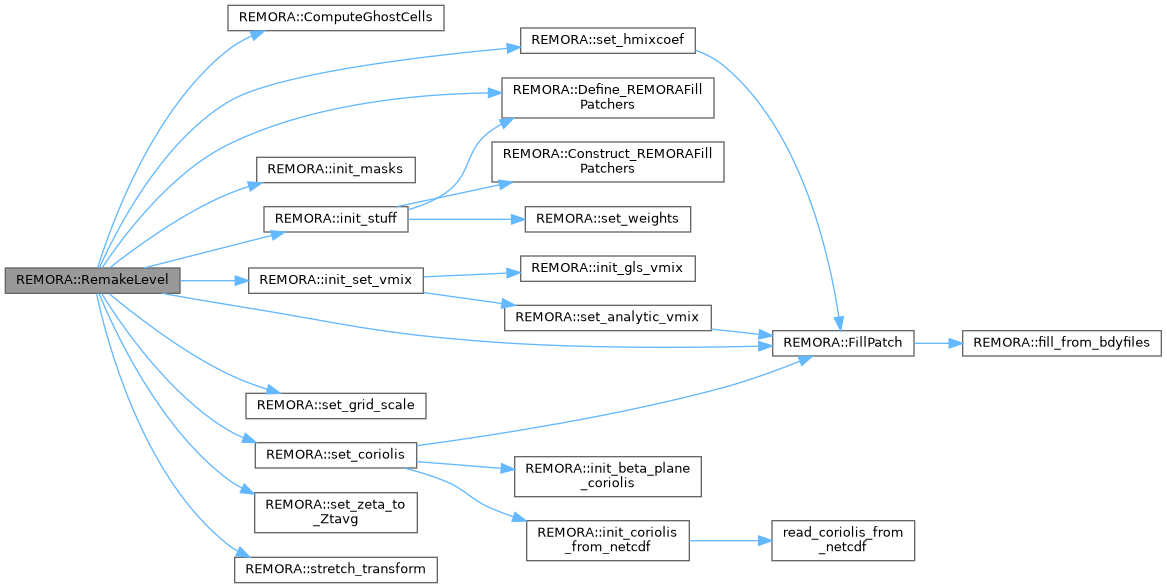 REMORA::ComputeGhostCells
REMORA::set_hmixcoef
REMORA::Define_REMORAFill
Patchers
REMORA::Construct_REMORAFill
Patchers
REMORA::init_masks
REMORA::init_stuff
REMORA::set_weights
REMORA::RemakeLevel
REMORA::init_set_vmix
REMORA::init_gls_vmix
REMORA::set_analytic_vmix
REMORA::FillPatch
REMORA::fill_from_bdyfiles
REMORA::set_grid_scale
REMORA::set_coriolis
REMORA::init_beta_plane
_coriolis
REMORA::set_zeta_to
_Ztavg
REMORA::init_coriolis
_from_netcdf
read_coriolis_from
_netcdf
REMORA::stretch_transform